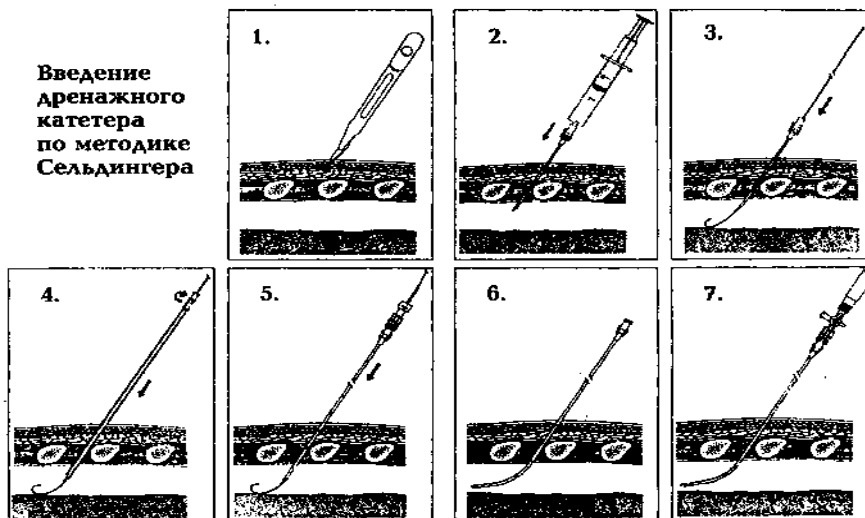 Введение
дренажного
катетера
по методике
Сельдингера
1.
2.
3.
4.
5.
6.
7.